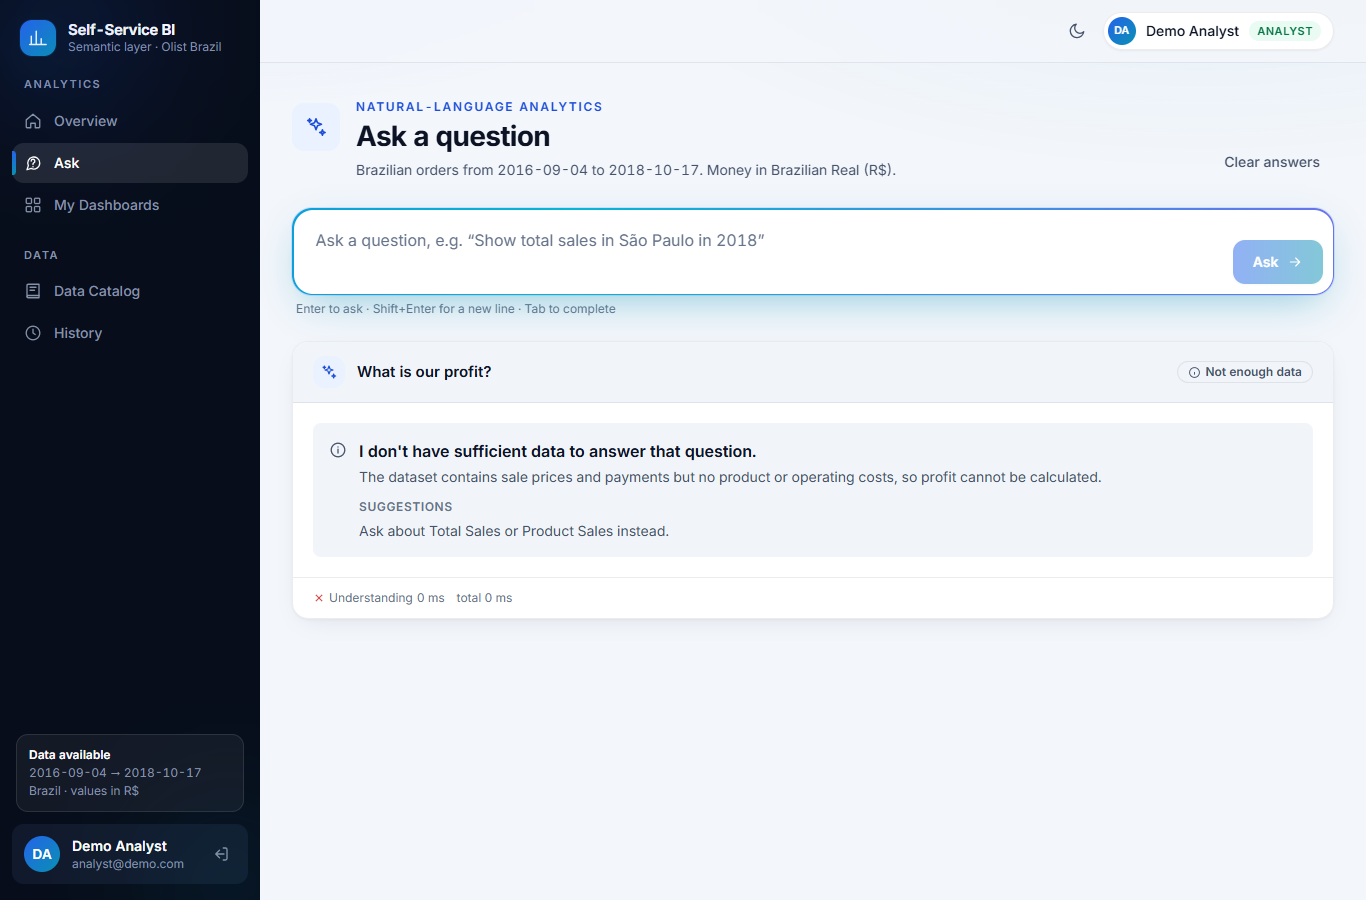 Self-Service BI
Semantic layer · Olist Brazil
ANALYTICS
Overview
Ask
My Dashboards
DATA
Data Catalog
History
Data available
2016-09-04 → 2018-10-17
Brazil · values in R$
DA
Demo Analyst
analyst@demo.com
DA Demo Analyst ANALYST
NATURAL-LANGUAGE ANALYTICS
Ask a question
Brazilian orders from 2016-09-04 to 2018-10-17. Money in Brazilian Real (R$).
Clear answers
Ask a question, e.g. “Show total sales in São Paulo in 2018”
Ask →
Enter to ask · Shift+Enter for a new line · Tab to complete
What is our profit?
Not enough data
I don't have sufficient data to answer that question.
The dataset contains sale prices and payments but no product or operating costs, so profit cannot be calculated.
SUGGESTIONS
Ask about Total Sales or Product Sales instead.
× Understanding 0 ms total 0 ms